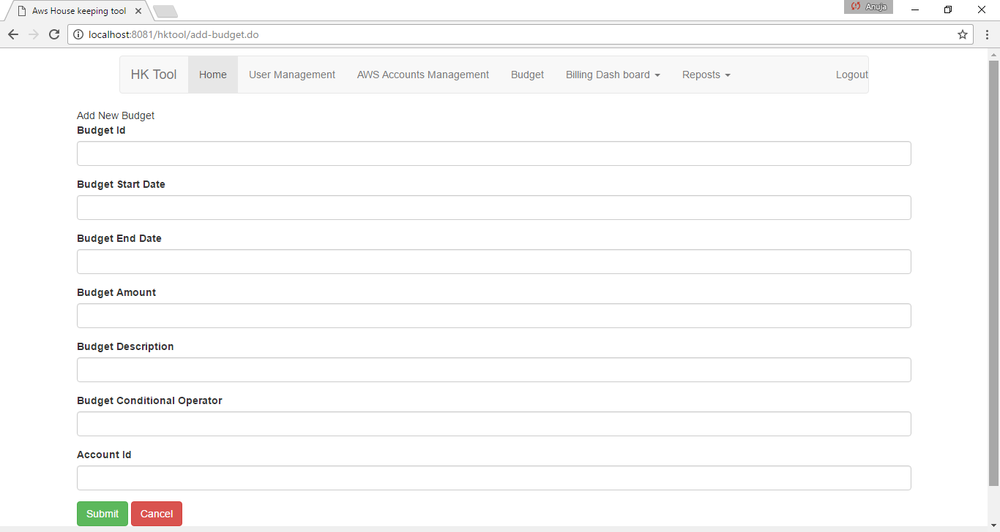 Aws House keeping tool
Anuja
localhost:8081/hktool/add-budget.do
HK Tool Home User Management AWS Accounts Management Budget Billing Dash board Reposts Logout
Add New Budget
Budget Id
Budget Start Date
Budget End Date
Budget Amount
Budget Description
Budget Conditional Operator
Account Id
Submit Cancel